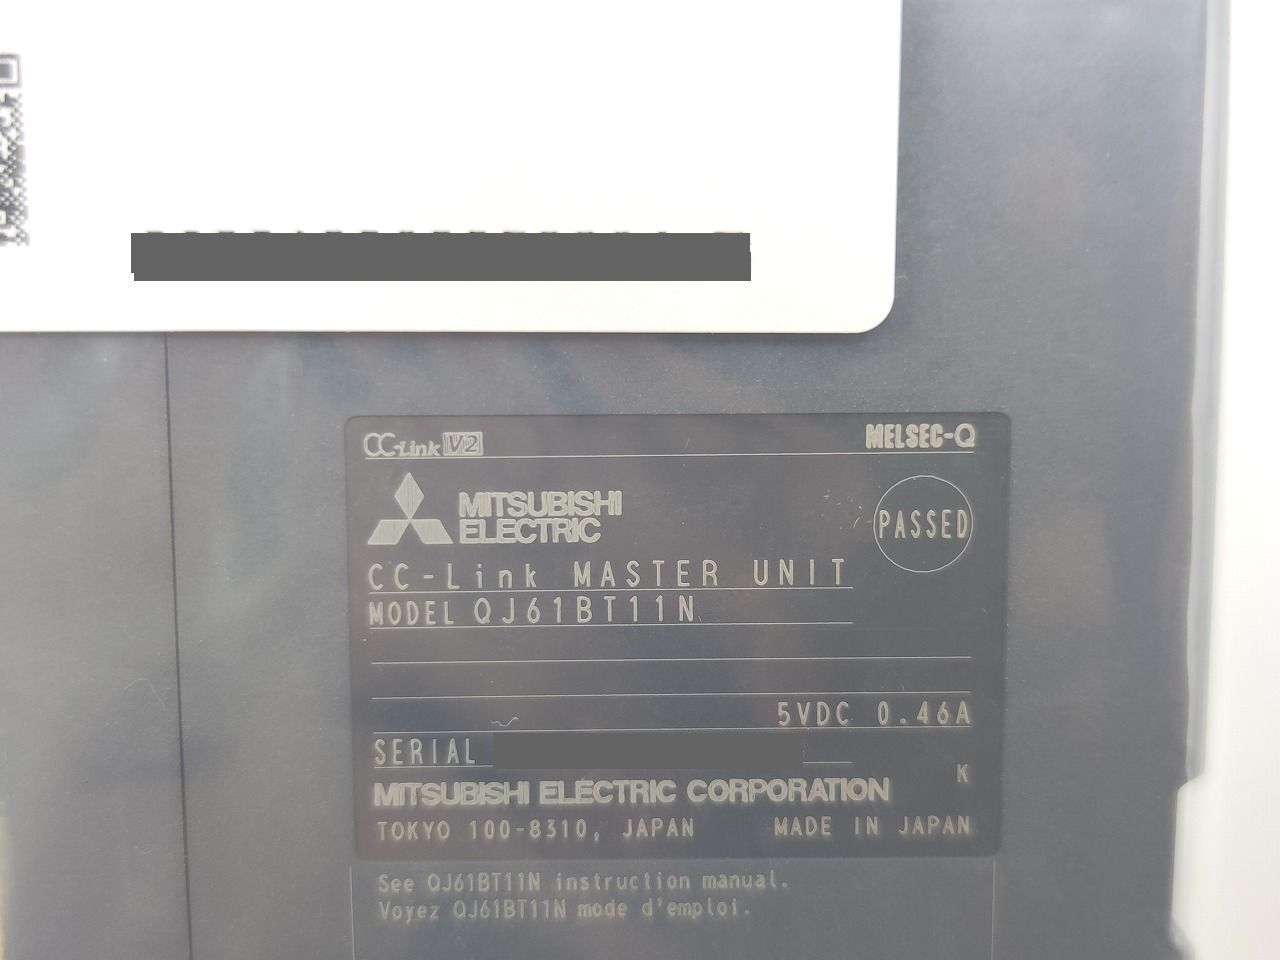 CC-Link V2
MELSEC-Q
MITSUBISHI
ELECTRIC
PASSED
CC-Link MASTER UNIT
MODEL QJ61BT11N
5VDC 0.46A
SERIAL
K
MITSUBISHI ELECTRIC CORPORATION
TOKYO 100-8310, JAPAN MADE IN JAPAN
See QJ61BT11N instruction manual.
Voyez QJ61BT11N mode d'emploi.